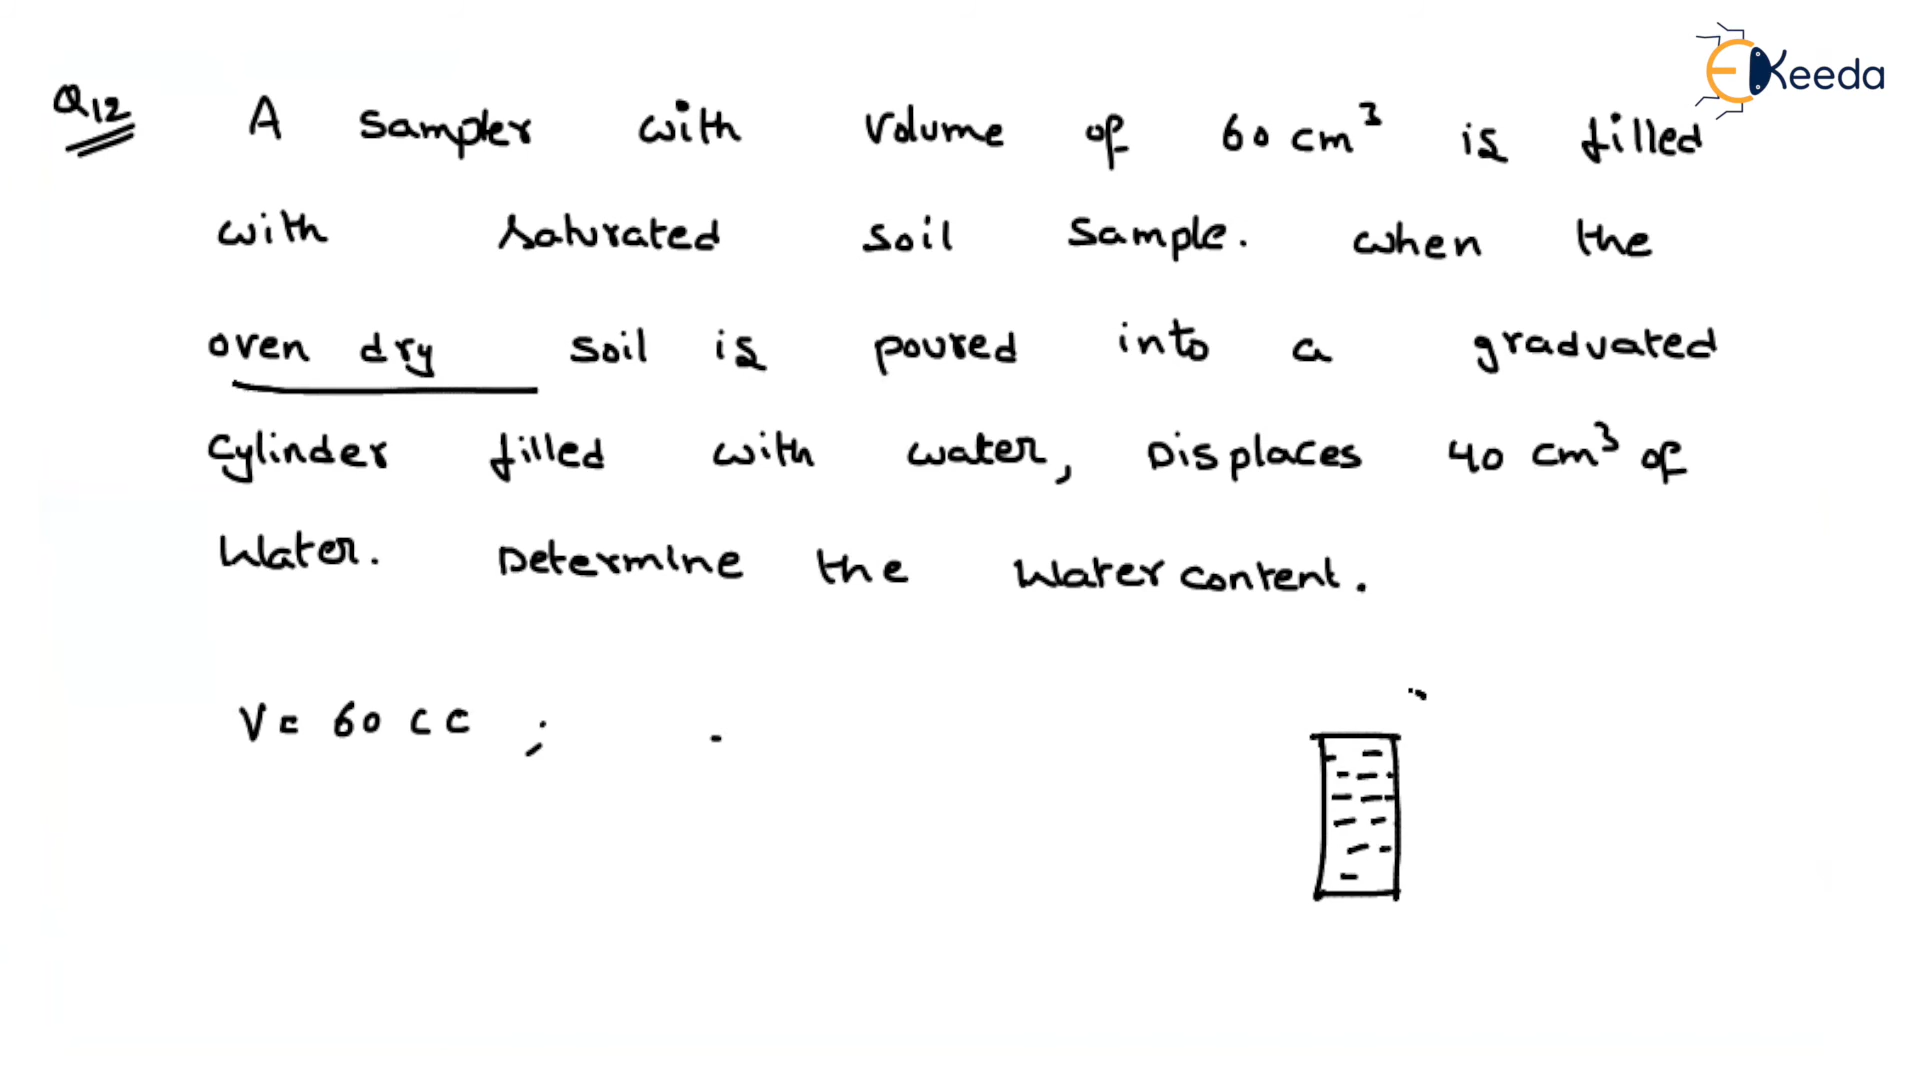 EKeeda
Q12 A sampler with volume of 60 cm³ is filled
with saturated soil sample. when the
oven dry soil is poured into a graduated
cylinder filled with water, Displaces 40 cm³ of
Water. Determine the Water content.
V = 60 cc ;